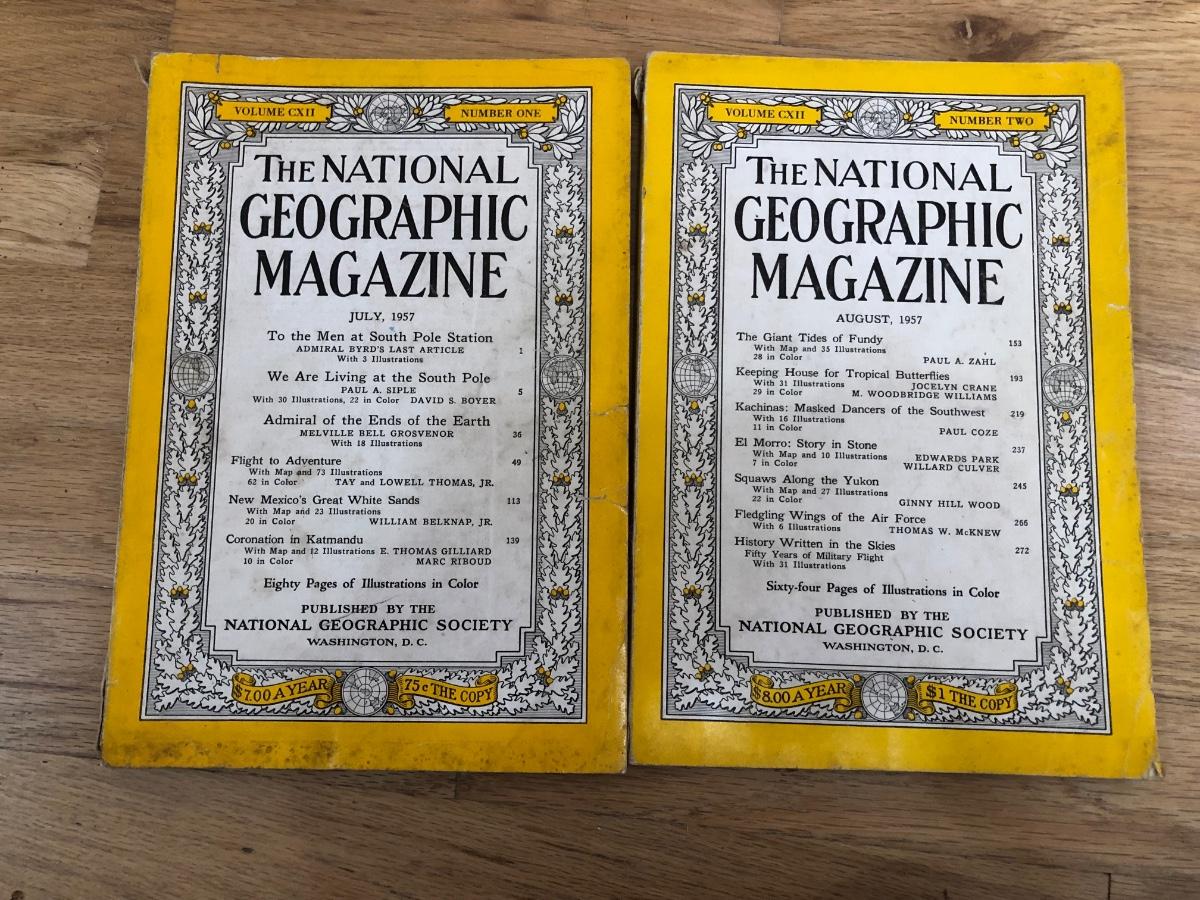 VOLUME CXII NUMBER ONE
THE NATIONAL
GEOGRAPHIC
MAGAZINE
JULY, 1957
To the Men at South Pole Station
ADMIRAL BYRD'S LAST ARTICLE 1
With 3 Illustrations
We Are Living at the South Pole
PAUL A. SIPLE 5
With 30 Illustrations, 22 in Color DAVID S. BOYER
Admiral of the Ends of the Earth
MELVILLE BELL GROSVENOR 36
With 18 Illustrations
Flight to Adventure 49
With Map and 73 Illustrations
62 in Color TAY and LOWELL THOMAS, JR.
New Mexico's Great White Sands 113
With Map and 23 Illustrations
20 in Color WILLIAM BELKNAP, JR.
Coronation in Katmandu 139
With Map and 12 Illustrations E. THOMAS GILLIARD
10 in Color MARC RIBOUD
Eighty Pages of Illustrations in Color
PUBLISHED BY THE
NATIONAL GEOGRAPHIC SOCIETY
WASHINGTON, D. C.
$7.00 A YEAR 75c THE COPY
VOLUME CXII NUMBER TWO
THE NATIONAL
GEOGRAPHIC
MAGAZINE
AUGUST, 1957
The Giant Tides of Fundy 153
With Map and 35 Illustrations
28 in Color PAUL A. ZAHL
Keeping House for Tropical Butterflies 193
With 31 Illustrations JOCELYN CRANE
29 in Color M. WOODBRIDGE WILLIAMS
Kachinas: Masked Dancers of the Southwest 219
With 16 Illustrations
11 in Color PAUL COZE
El Morro: Story in Stone 237
With Map and 10 Illustrations EDWARDS PARK
7 in Color WILLARD CULVER
Squaws Along the Yukon 245
With Map and 27 Illustrations
22 in Color GINNY HILL WOOD
Fledgling Wings of the Air Force 266
With 6 Illustrations THOMAS W. McKNEW
History Written in the Skies 272
Fifty Years of Military Flight
With 31 Illustrations
Sixty-four Pages of Illustrations in Color
PUBLISHED BY THE
NATIONAL GEOGRAPHIC SOCIETY
WASHINGTON, D. C.
$8.00 A YEAR $1 THE COPY